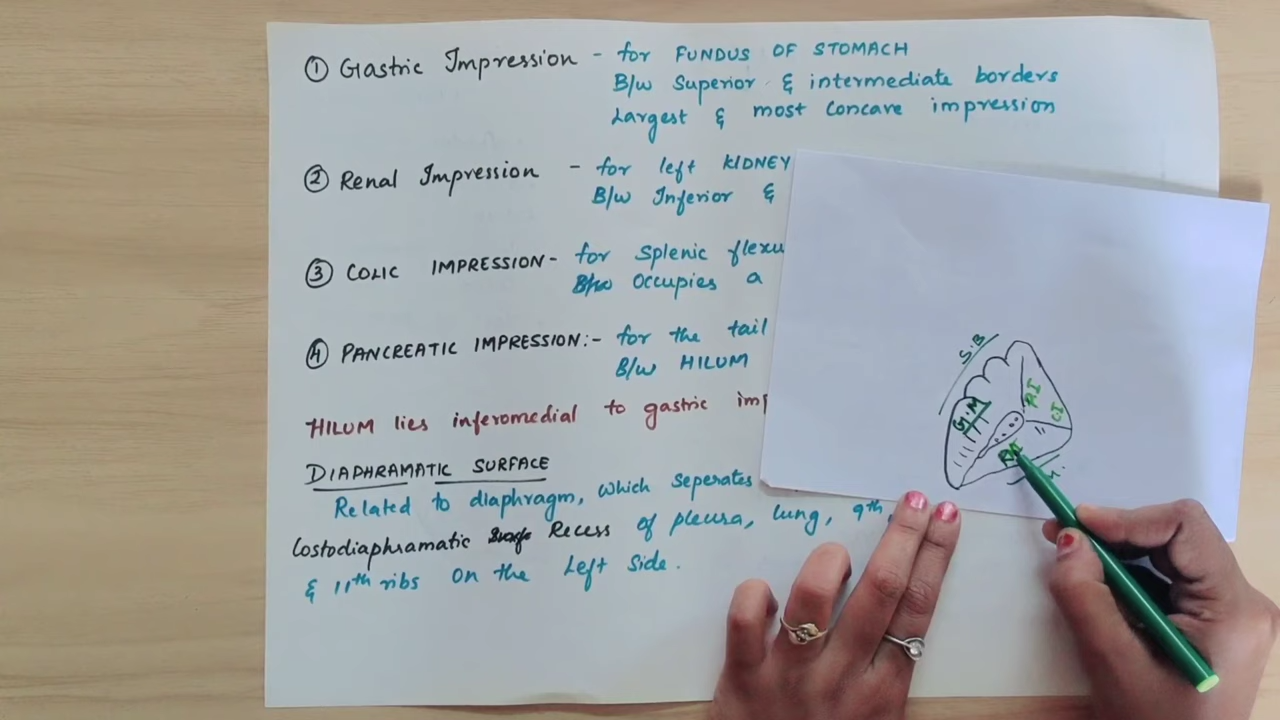 ① Gastric Impression - for FUNDUS OF STOMACH
B/w Superior & intermediate borders
Largest & most concave impression
② Renal Impression - for left KIDNEY
B/w Inferior &
③ COLIC IMPRESSION - for splenic flexu
B/w Occupies a
④ PANCREATIC IMPRESSION:- for the tail
B/w HILUM
HILUM lies inferomedial to gastric imp
DIAPHRAMATIC SURFACE
Related to diaphragm, which seperates
Costodiaphramatic Recess of pleura, lung, 9th,
& 11th ribs on the Left side.
S.B
G.M
P.I
C.I